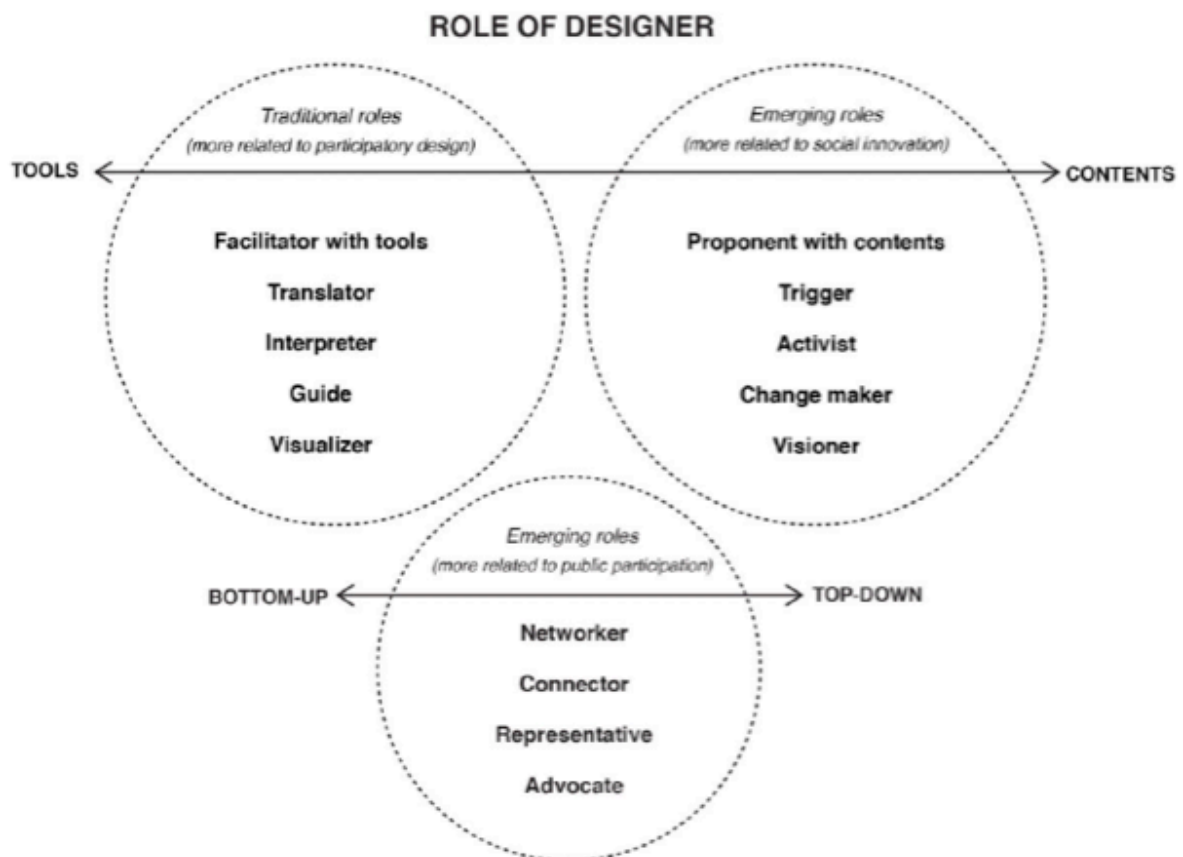 ROLE OF DESIGNER
Traditional roles
(more related to participatory design)
Emerging roles
(more related to social innovation)
TOOLS
CONTENTS
Facilitator with tools
Translator
Interpreter
Guide
Visualizer
Proponent with contents
Trigger
Activist
Change maker
Visioner
Emerging roles
(more related to public participation)
BOTTOM-UP
TOP-DOWN
Networker
Connector
Representative
Advocate